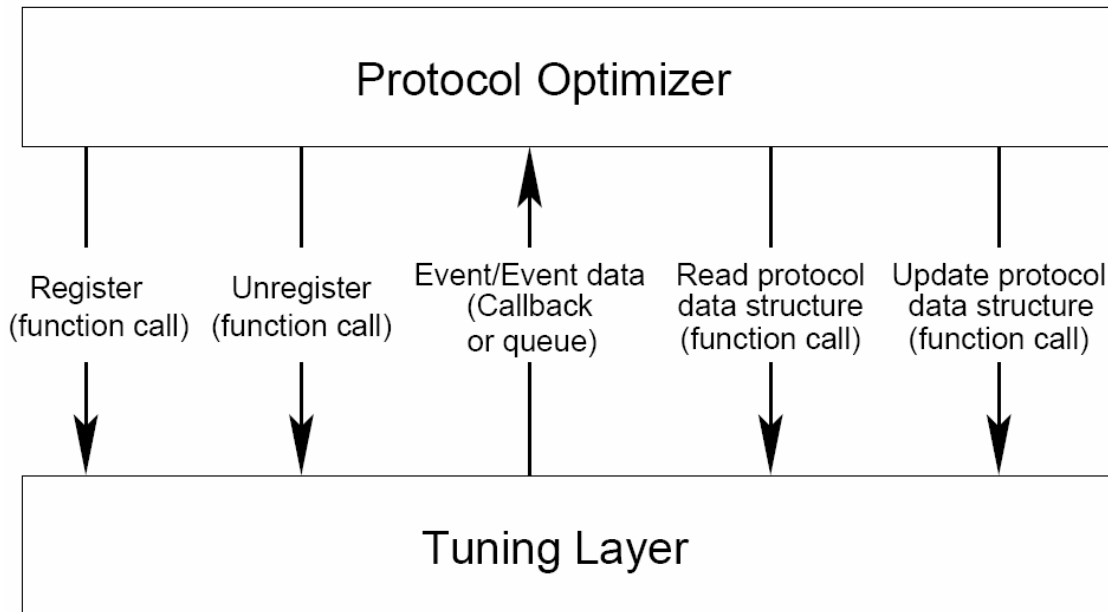 Protocol Optimizer
Register
(function call)
Unregister
(function call)
Event/Event data
(Callback
or queue)
Read protocol
data structure
(function call)
Update protocol
data structure
(function call)
Tuning Layer